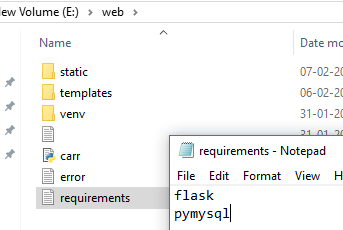 New Volume (E:) > web >
Name
Date mo
static
07-02-20
templates
06-02-20
venv
31-01-20
31-01-20
carr
error
requirements
requirements - Notepad
File Edit Format View H
flask
pymysql